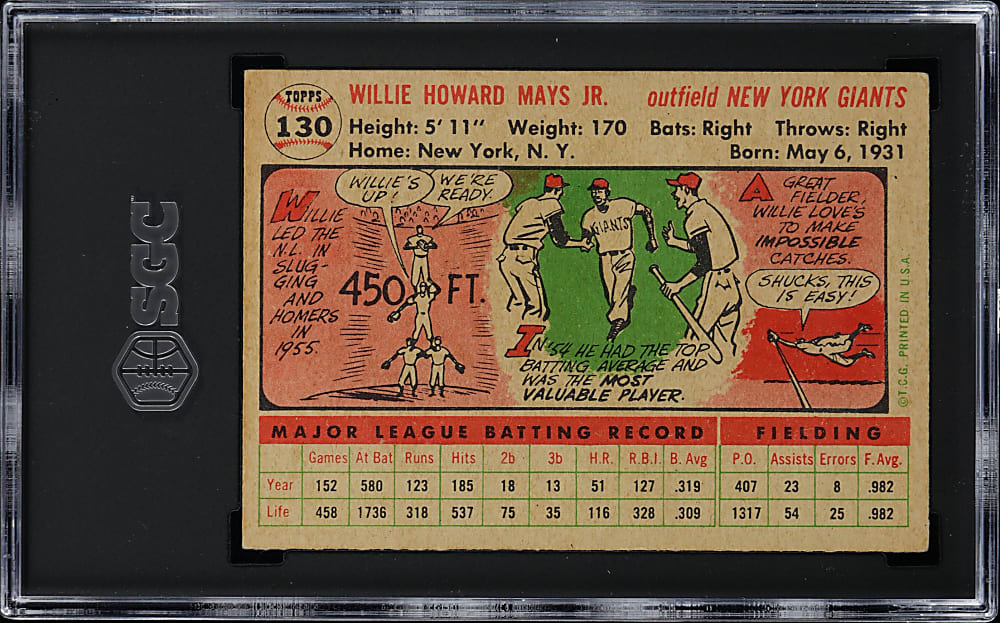 SGC
TOPPS
130
WILLIE HOWARD MAYS JR. outfield NEW YORK GIANTS
Height: 5' 11" Weight: 170 Bats: Right Throws: Right
Home: New York, N. Y. Born: May 6, 1931
WILLIE
LED THE
N.L. IN
SLUG-
GING
AND
HOMERS
IN
1955.
WILLIE'S
UP!
WE'RE
READY.
450 FT.
GIANTS
IN '54 HE HAD THE TOP
BATTING AVERAGE AND
WAS THE MOST
VALUABLE PLAYER.
A GREAT
FIELDER,
WILLIE LOVES
TO MAKE
IMPOSSIBLE
CATCHES.
SHUCKS, THIS
IS EASY!
©T.C.G. PRINTED IN U.S.A.
MAJOR LEAGUE BATTING RECORD FIELDING
Games At Bat Runs Hits 2b 3b H.R. R.B.I. B. Avg P.O. Assists Errors F. Avg.
Year 152 580 123 185 18 13 51 127 .319 407 23 8 .982
Life 458 1736 318 537 75 35 116 328 .309 1317 54 25 .982